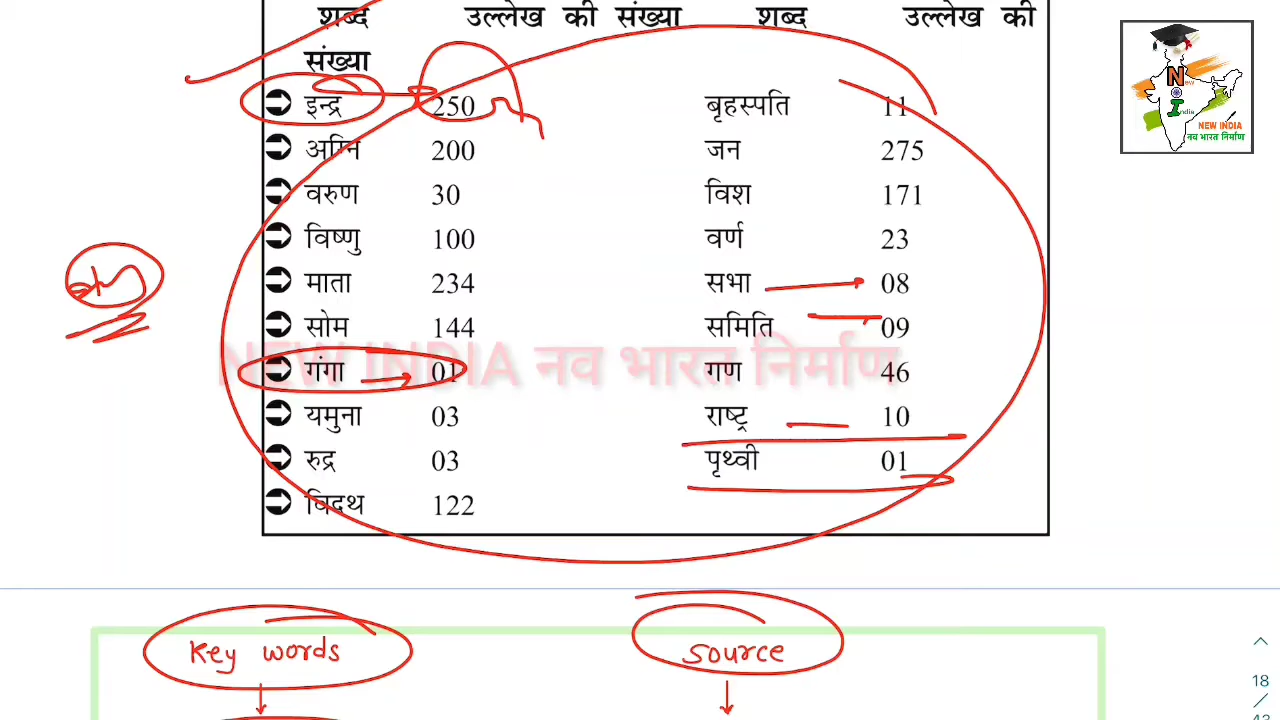 शब्द उल्लेख की संख्या शब्द उल्लेख की
संख्या
इन्द्र 250 बृहस्पति 11
अग्नि 200 जन 275
वरुण 30 विश 171
विष्णु 100 वर्ण 23
माता 234 सभा 08
सोम 144 समिति 09
गंगा 01 गण 46
यमुना 03 राष्ट्र 10
रुद्र 03 पृथ्वी 01
विदथ 122
NEW INDIA नव भारत निर्माण
Key words source
NEW INDIA
नव भारत निर्माण
18
/
43